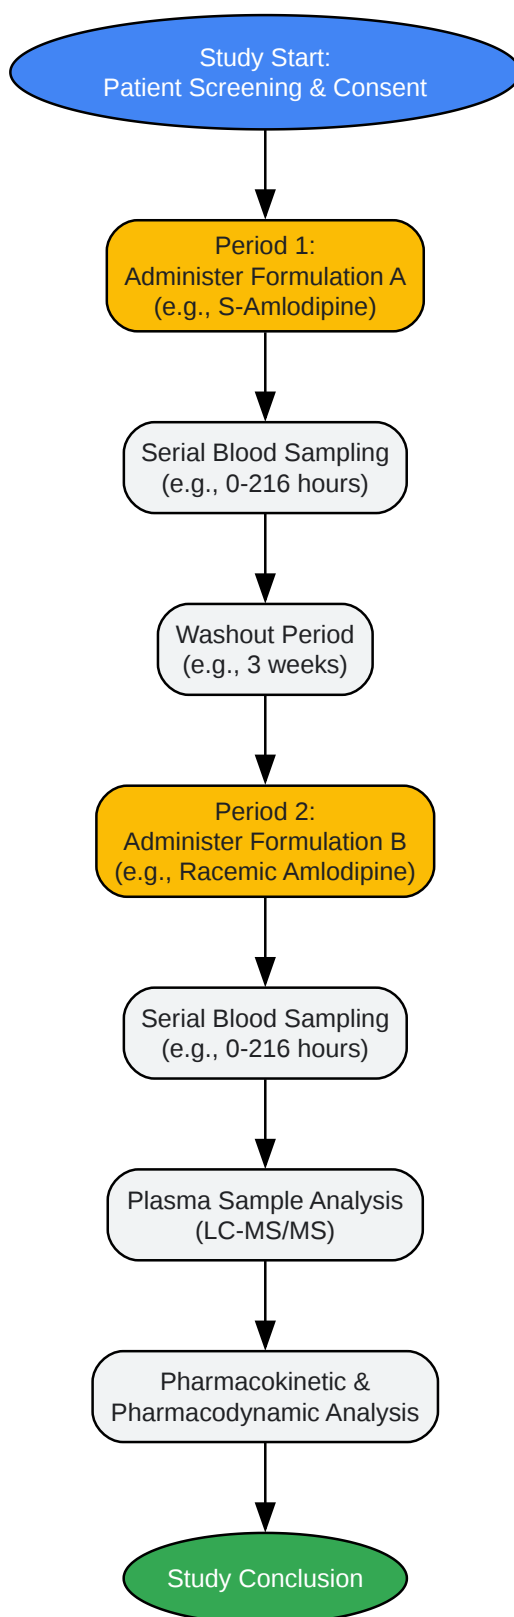 Study Start:
Patient Screening & Consent
Period 1:
Administer Formulation A
(e.g., S-Amlodipine)
Serial Blood Sampling
(e.g., 0-216 hours)
Washout Period
(e.g., 3 weeks)
Period 2:
Administer Formulation B
(e.g., Racemic Amlodipine)
Serial Blood Sampling
(e.g., 0-216 hours)
Plasma Sample Analysis
(LC-MS/MS)
Pharmacokinetic &
Pharmacodynamic Analysis
Study Conclusion